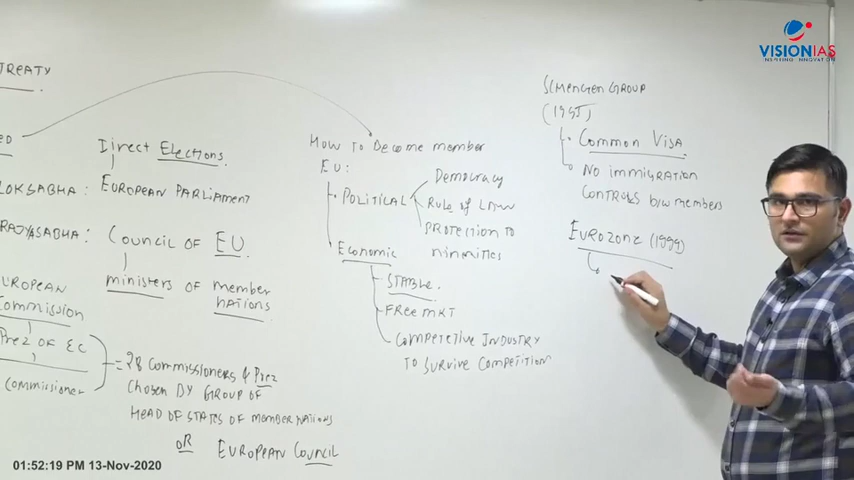 TREATY
ED
Direct Elections.
LOKSABHA : EUROPEAN PARLIAMENT
RAJYASABHA : COUNCIL OF EU
ministers of member
nations
EUROPEAN
Commission
Prez OF EC
commissioner
= 28 commissioners & Prez
chosen by GROUP OF
HEAD OF STATES OF MEMBER NATIONS
OR EUROPEAN COUNCIL
How To Become member
EU :
POLITICAL
Democracy
Rule of LAW
PROTECTION TO
minorities
Economic
STABLE.
FREE MKT
COMPETETIVE INDUSTRY
TO SURVIVE COMPETITION
SCHENGEN GROUP
(1995)
Common Visa
No immigration
CONTROLS b/w members
EUROZONE (1999)
VISIONIAS
INSPIRING INNOVATION
01:52:19 PM 13-Nov-2020